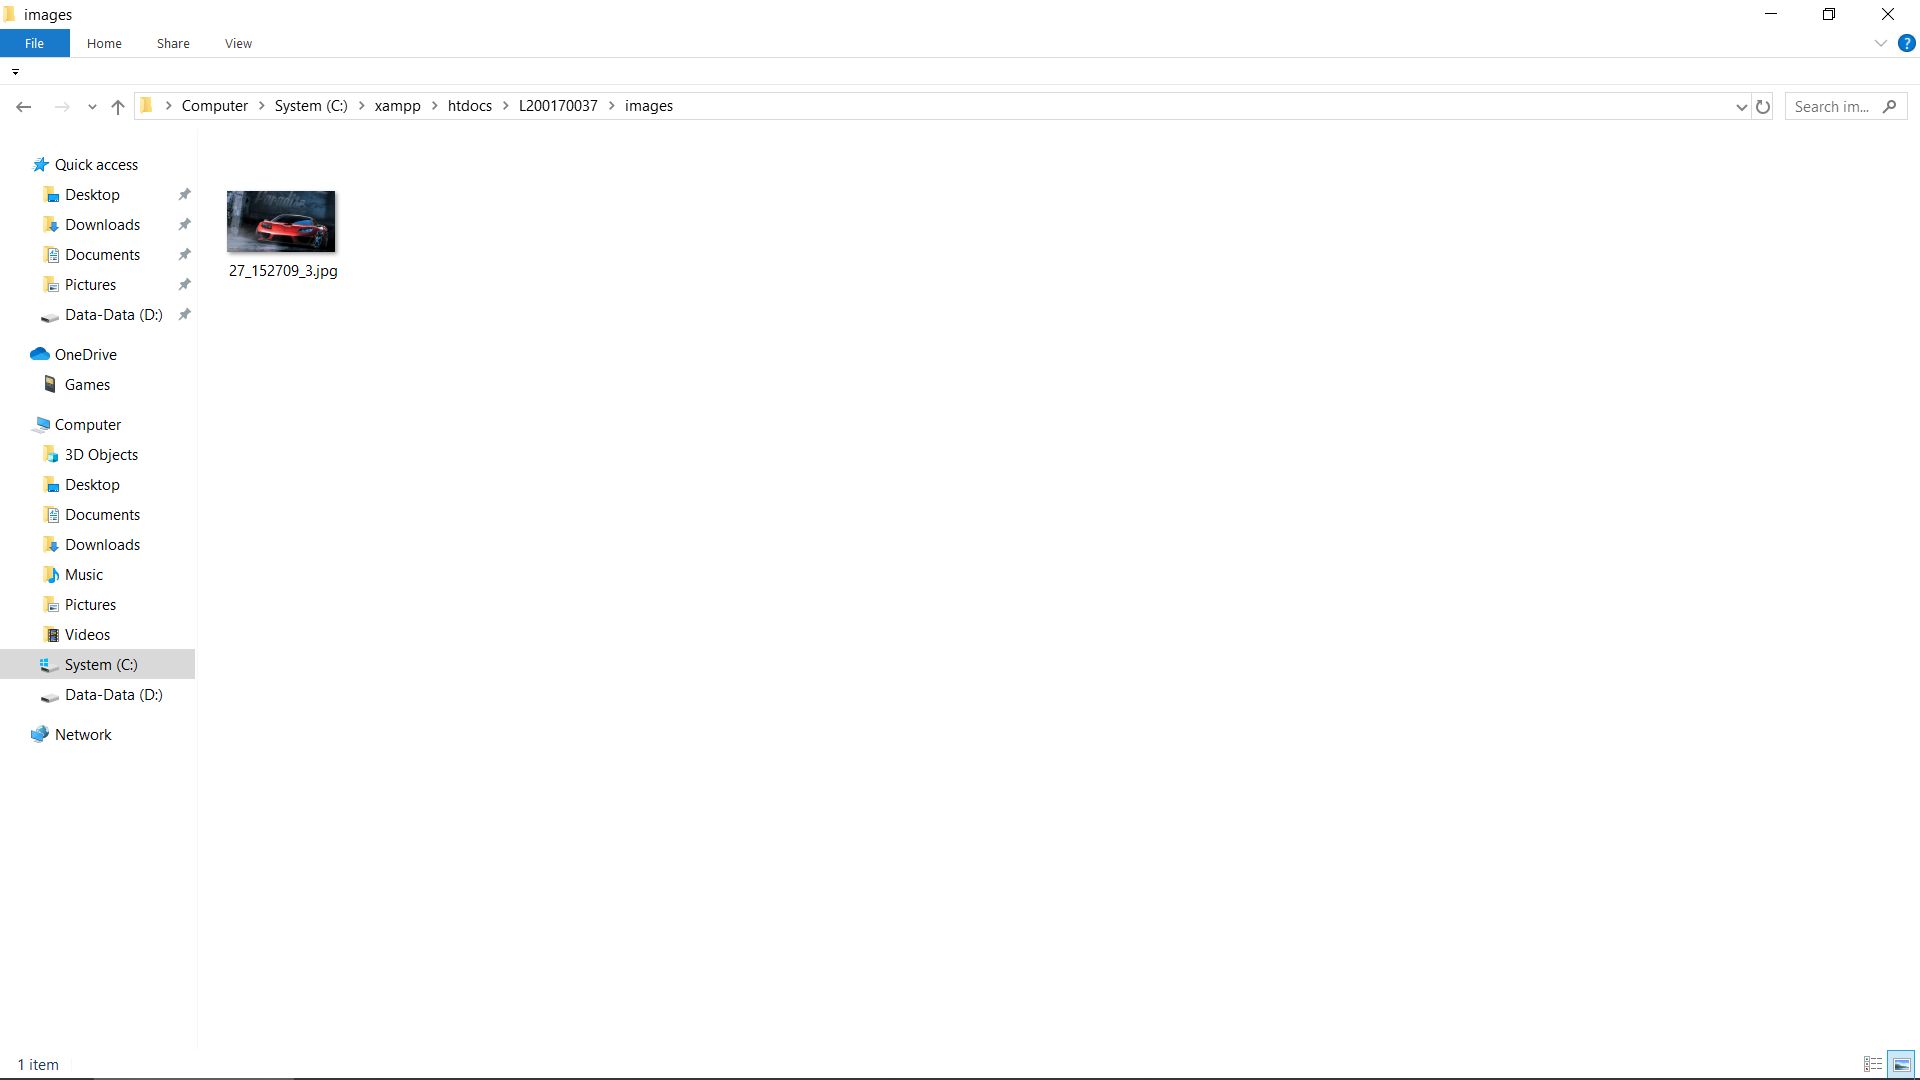 images
File Home Share View
Computer System (C:) xampp htdocs L200170037 images
Search im...
Quick access
Desktop
Downloads
Documents
Pictures
Data-Data (D:)
OneDrive
Games
Computer
3D Objects
Desktop
Documents
Downloads
Music
Pictures
Videos
System (C:)
Data-Data (D:)
Network
Paradise
27_152709_3.jpg
1 item